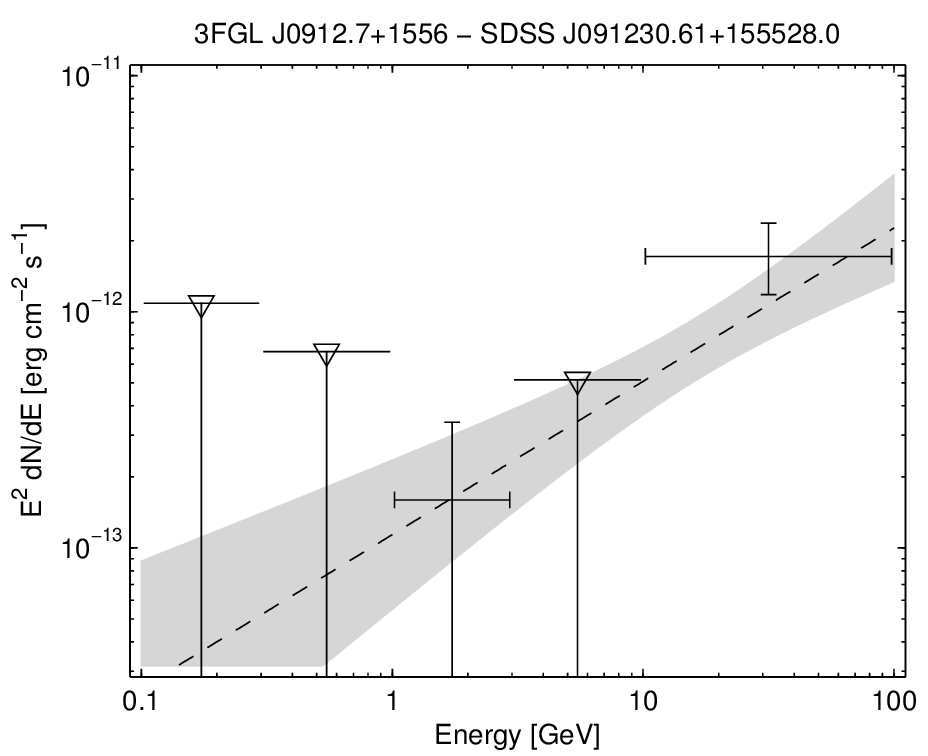 3FGL J0912.7+1556 − SDSS J091230.61+155528.0
10⁻¹¹
10⁻¹²
10⁻¹³
E² dN/dE [erg cm⁻² s⁻¹]
0.1 1 10 100
Energy [GeV]